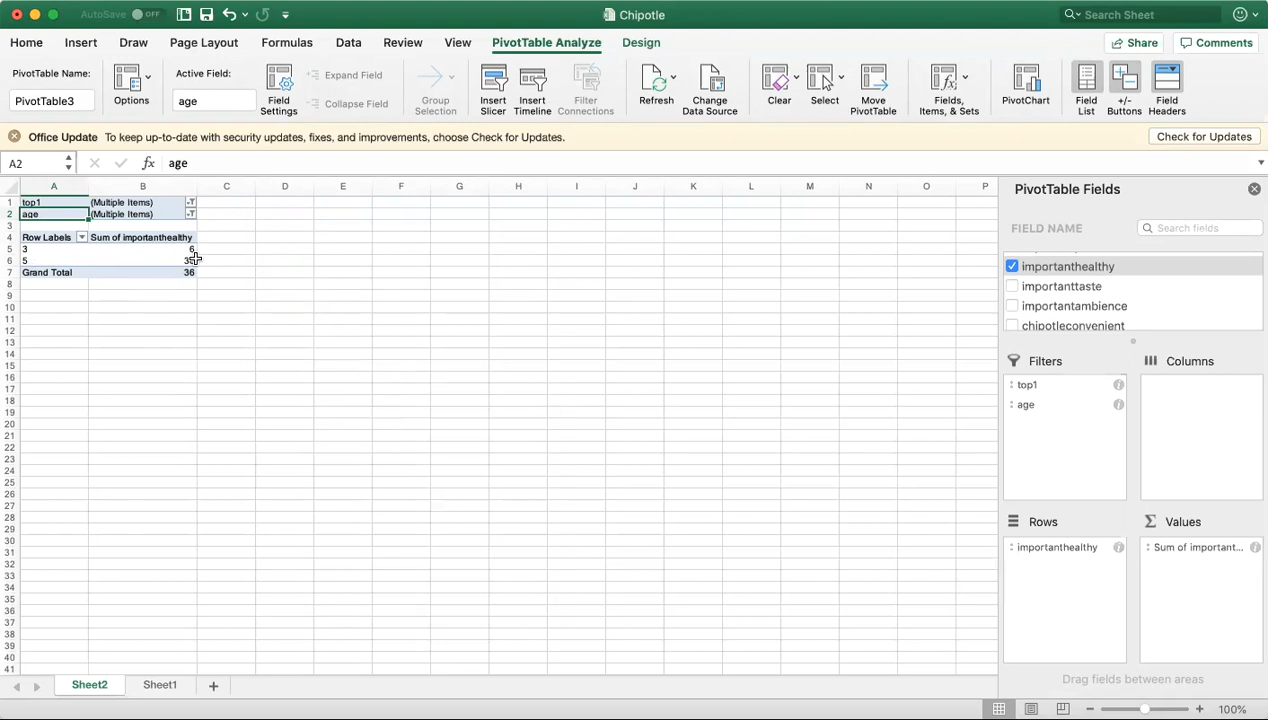 AutoSave OFF
Chipotle
Search Sheet
Home Insert Draw Page Layout Formulas Data Review View PivotTable Analyze Design
Share
Comments
PivotTable Name:
PivotTable3
Options
Active Field:
age
Field Settings
Expand Field
Collapse Field
Group Selection
Insert Slicer
Insert Timeline
Filter Connections
Refresh
Change Data Source
Clear
Select
Move PivotTable
Fields, Items, & Sets
PivotChart
Field List
+/- Buttons
Field Headers
Office Update To keep up-to-date with security updates, fixes, and improvements, choose Check for Updates.
Check for Updates
A2
fx age
A B C D E F G H I J K L M N O P
1 top1 (Multiple Items)
2 age (Multiple Items)
3
4 Row Labels Sum of importanthealthy
5 3 6
6 5
7 Grand Total 36
8
9
10
11
12
13
14
15
16
17
18
19
20
21
22
23
24
25
26
27
28
29
30
31
32
33
34
35
36
37
38
39
40
41
PivotTable Fields
FIELD NAME
Search fields
importanthealthy
importanttaste
importantambience
chipotleconvenient
Filters
top1
age
Columns
Rows
importanthealthy
Values
Sum of important...
Drag fields between areas
Sheet2 Sheet1
100%